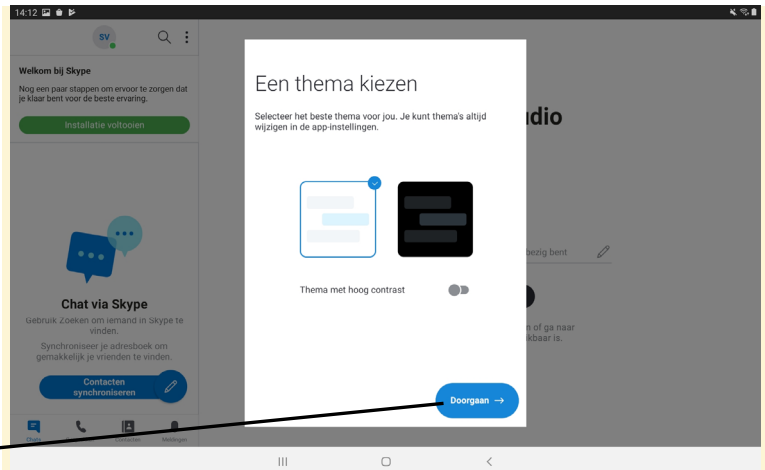 14:12
SV
Welkom bij Skype
Nog een paar stappen om ervoor te zorgen dat
je klaar bent voor de beste ervaring.
Installatie voltooien
Chat via Skype
Gebruik Zoeken om iemand in Skype te
vinden.
Synchroniseer je adresboek om
gemakkelijk je vrienden te vinden.
Contacten
synchroniseren
Chats
Contacten
Meldingen
Een thema kiezen
Selecteer het beste thema voor jou. Je kunt thema's altijd
wijzigen in de app-instellingen.
Thema met hoog contrast
Doorgaan →
dio
bezig bent
n of ga naar
kbaar is.